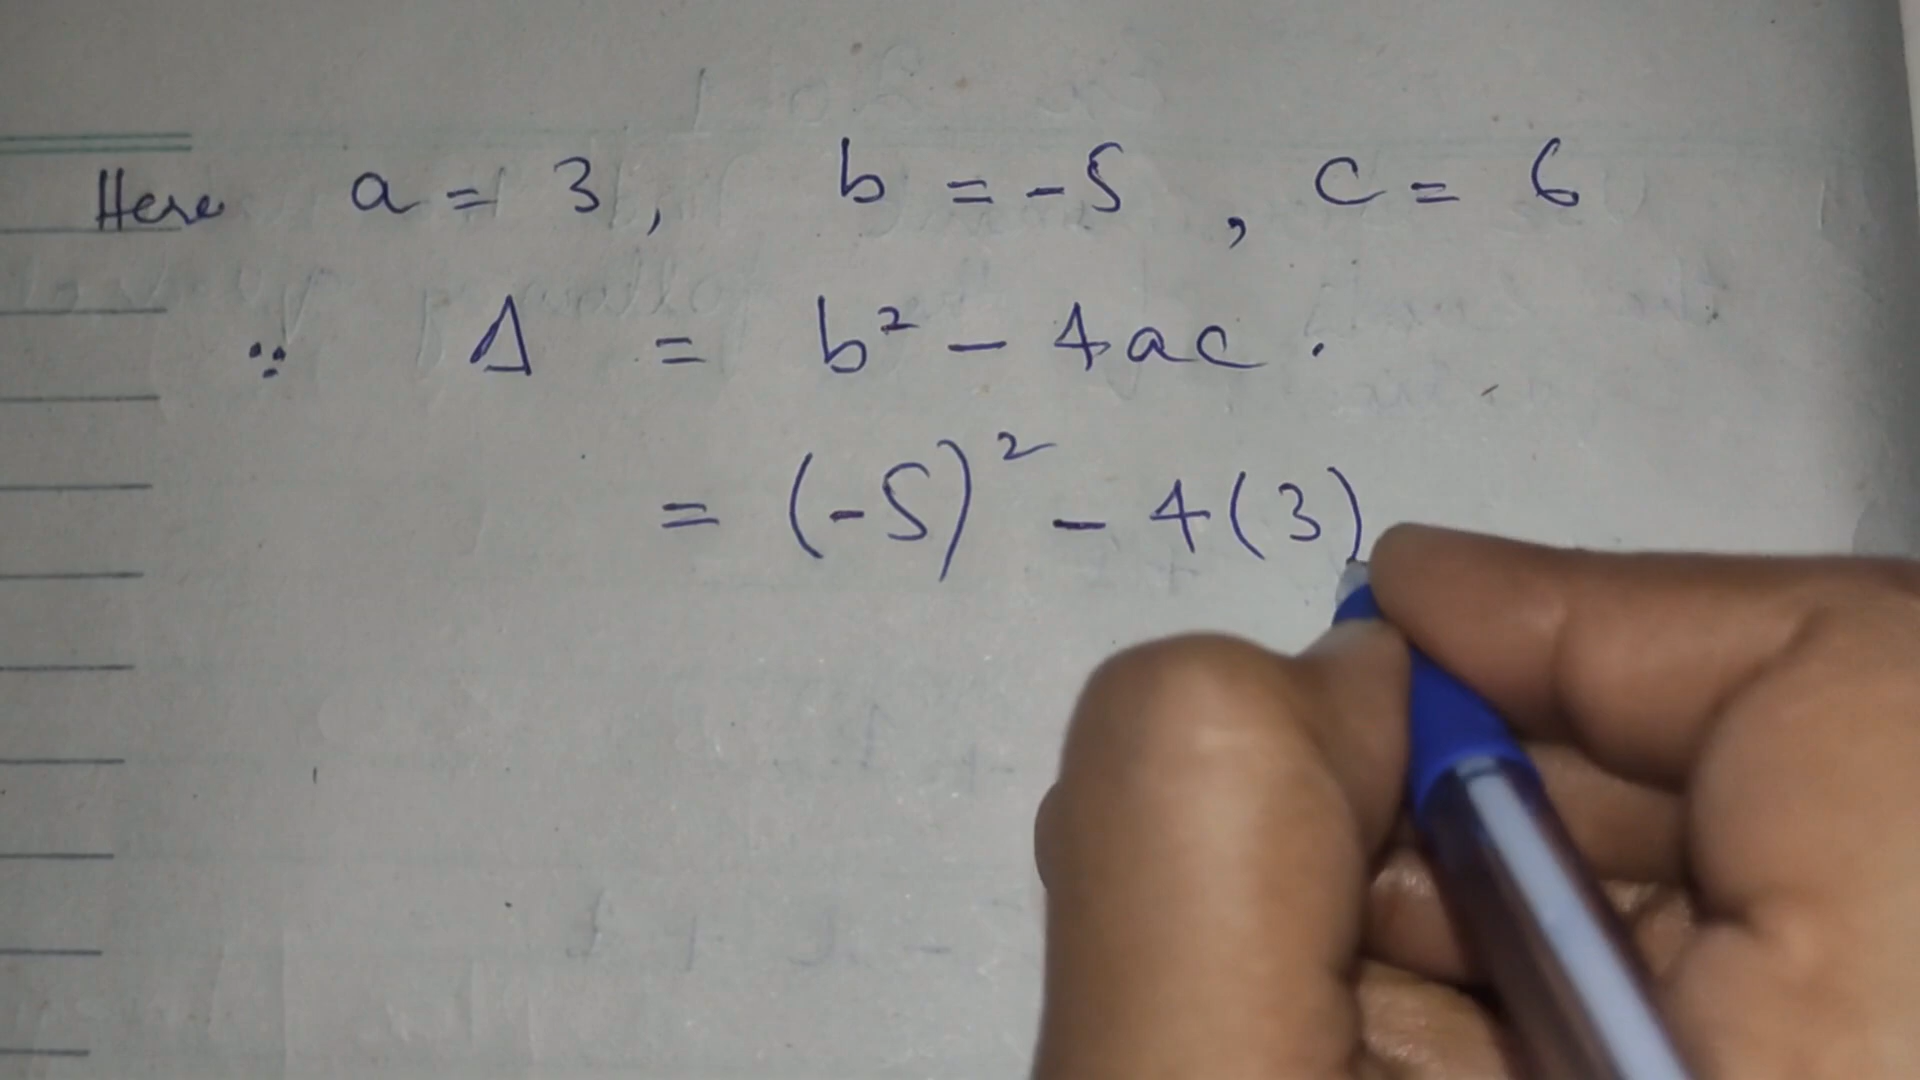 Here a = 3, b = -5, c = 6
∵ Δ = b² - 4ac.
= (-5)² - 4(3)